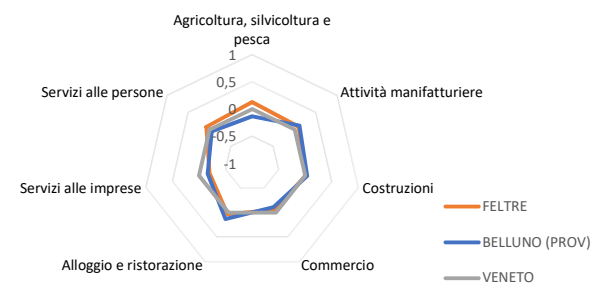 Agricoltura, silvicoltura e
pesca
1
0,5
0
-0,5
-1
Servizi alle persone
Attività manifatturiere
Servizi alle imprese
Costruzioni
Alloggio e ristorazione
Commercio
FELTRE
BELLUNO (PROV)
VENETO